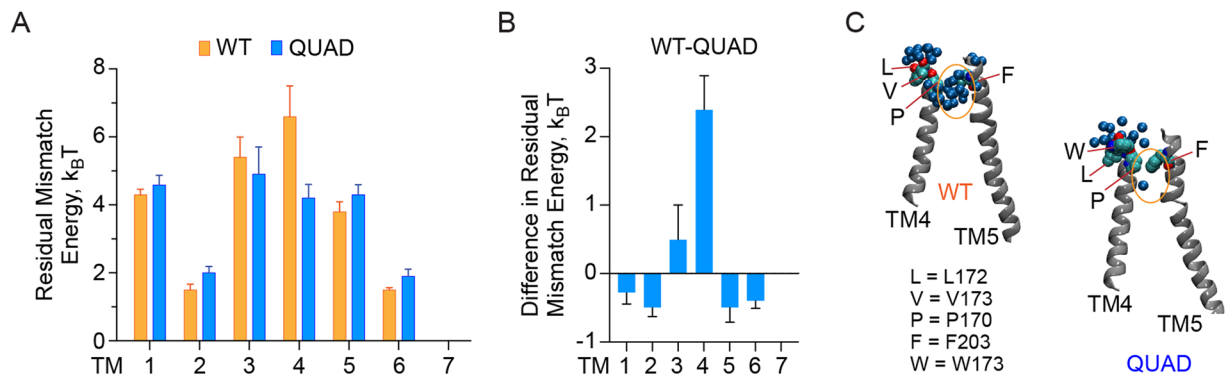 A
WT
QUAD
Residual Mismatch
Energy, kBT
8
6
4
2
0
TM 1 2 3 4 5 6 7
B
WT-QUAD
Difference in Residual
Mismatch Energy, kBT
3
2
1
0
-1
TM 1 2 3 4 5 6 7
C
L
V
P
F
TM4
WT
TM5
L = L172
V = V173
P = P170
F = F203
W = W173
W
L
P
F
TM4
TM5
QUAD